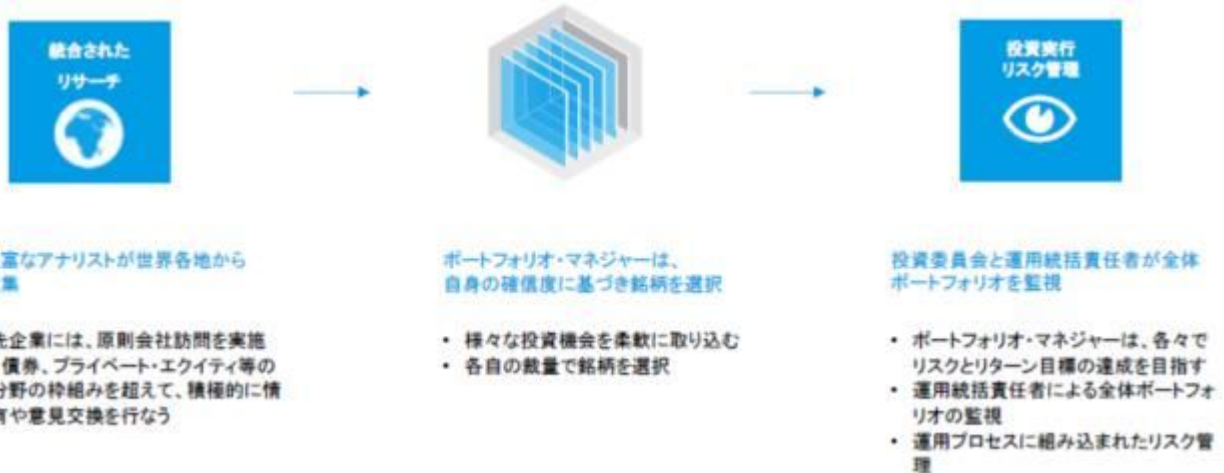 統合された
リサーチ
投資実行
リスク管理
富なアナリストが世界各地から
集
先企業には、原則会社訪問を実施
債券、プライベート・エクイティ等の
分野の枠組みを超えて、積極的に情
有や意見交換を行なう
ポートフォリオ・マネジャーは、
自身の確信度に基づき銘柄を選択
• 様々な投資機会を柔軟に取り込む
• 各自の裁量で銘柄を選択
投資委員会と運用統括責任者が全体
ポートフォリオを監視
• ポートフォリオ・マネジャーは、各々で
リスクとリターン目標の達成を目指す
• 運用統括責任者による全体ポートフォ
リオの監視
• 運用プロセスに組み込まれたリスク管
理